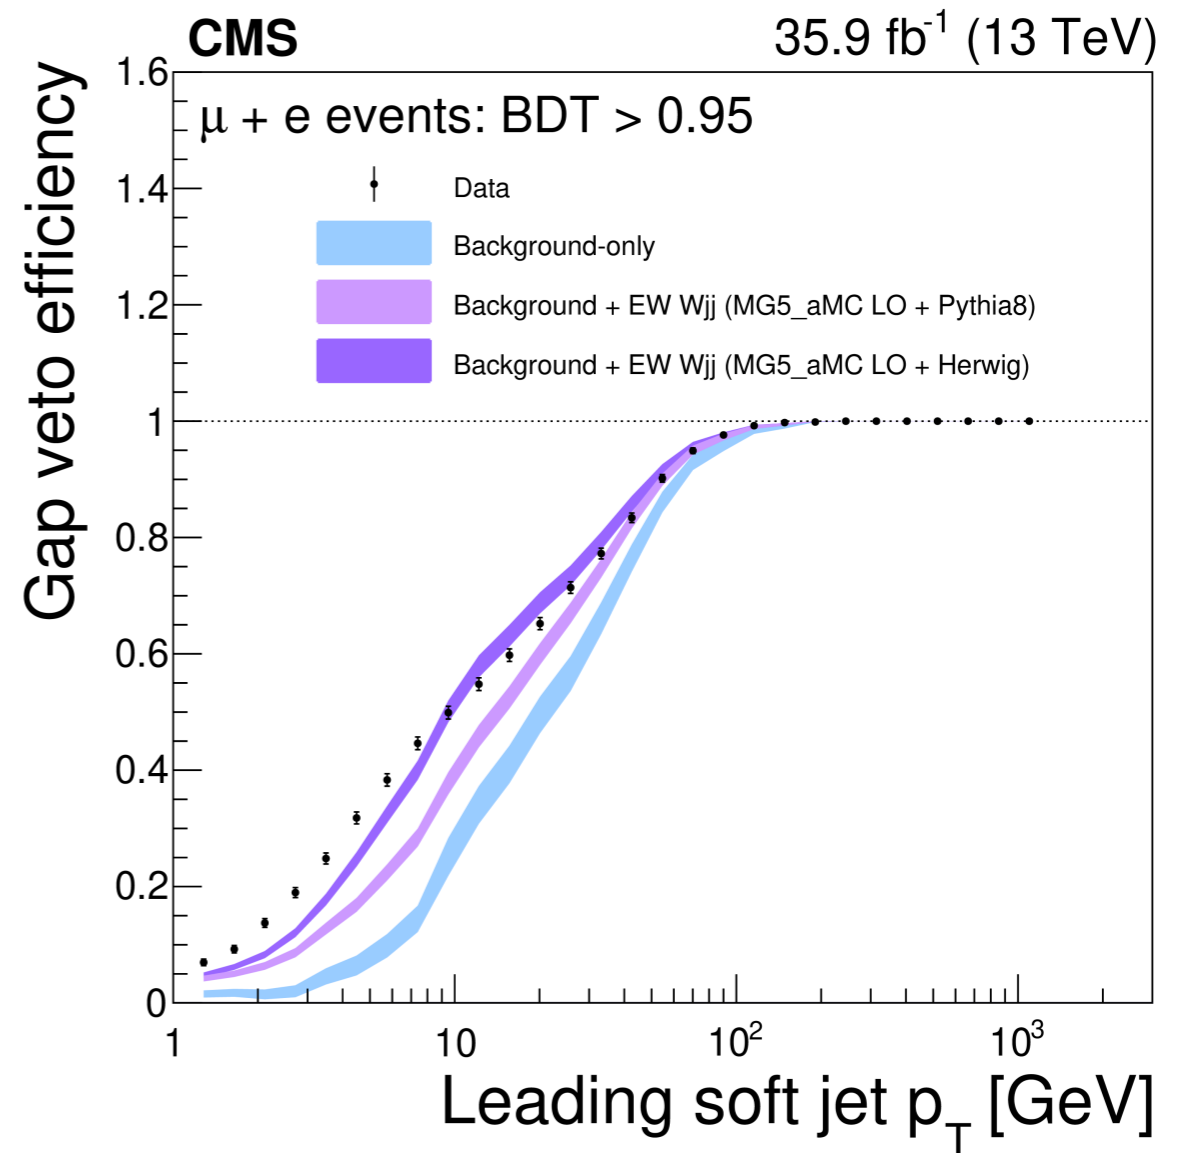 CMS 35.9 fb⁻¹ (13 TeV)
μ + e events: BDT > 0.95
Data
Background-only
Background + EW Wjj (MG5_aMC LO + Pythia8)
Background + EW Wjj (MG5_aMC LO + Herwig)
Gap veto efficiency
1.6
1.4
1.2
1
0.8
0.6
0.4
0.2
0
1 10 10² 10³
Leading soft jet p_T [GeV]